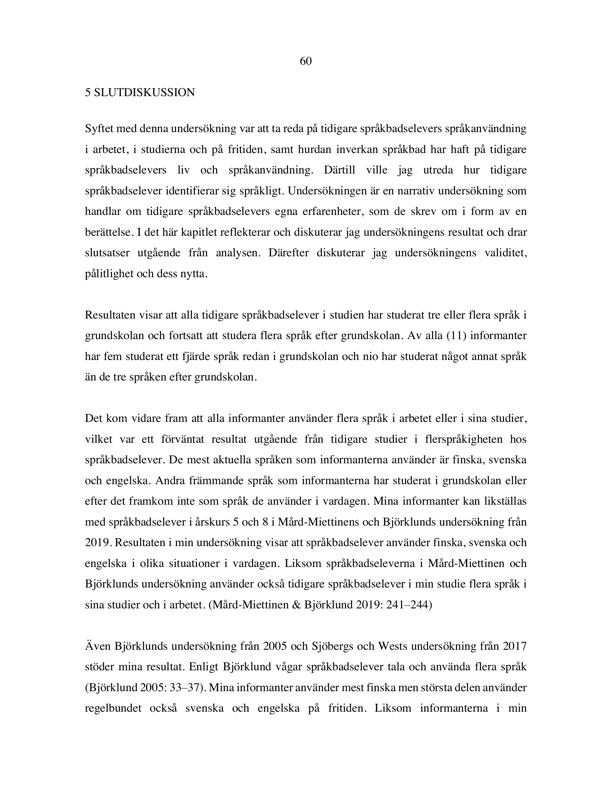 60
5 SLUTDISKUSSION
Syftet med denna undersökning var att ta reda på tidigare språkbadselevers språkanvändning
i arbetet, i studierna och på fritiden, samt hurdan inverkan språkbad har haft på tidigare
språkbadselevers liv och språkanvändning. Därtill ville jag utreda hur tidigare
språkbadselever identifierar sig språkligt. Undersökningen är en narrativ undersökning som
handlar om tidigare språkbadselevers egna erfarenheter, som de skrev om i form av en
berättelse. I det här kapitlet reflekterar och diskuterar jag undersökningens resultat och drar
slutsatser utgående från analysen. Därefter diskuterar jag undersökningens validitet,
pålitlighet och dess nytta.
Resultaten visar att alla tidigare språkbadselever i studien har studerat tre eller flera språk i
grundskolan och fortsatt att studera flera språk efter grundskolan. Av alla (11) informanter
har fem studerat ett fjärde språk redan i grundskolan och nio har studerat något annat språk
än de tre språken efter grundskolan.
Det kom vidare fram att alla informanter använder flera språk i arbetet eller i sina studier,
vilket var ett förväntat resultat utgående från tidigare studier i flerspråkigheten hos
språkbadselever. De mest aktuella språken som informanterna använder är finska, svenska
och engelska. Andra främmande språk som informanterna har studerat i grundskolan eller
efter det framkom inte som språk de använder i vardagen. Mina informanter kan likställas
med språkbadselever i årskurs 5 och 8 i Mård-Miettinens och Björklunds undersökning från
2019. Resultaten i min undersökning visar att språkbadselever använder finska, svenska och
engelska i olika situationer i vardagen. Liksom språkbadseleverna i Mård-Miettinen och
Björklunds undersökning använder också tidigare språkbadselever i min studie flera språk i
sina studier och i arbetet. (Mård-Miettinen & Björklund 2019: 241–244)
Även Björklunds undersökning från 2005 och Sjöbergs och Wests undersökning från 2017
stöder mina resultat. Enligt Björklund vågar språkbadselever tala och använda flera språk
(Björklund 2005: 33–37). Mina informanter använder mest finska men största delen använder
regelbundet också svenska och engelska på fritiden. Liksom informanterna i min